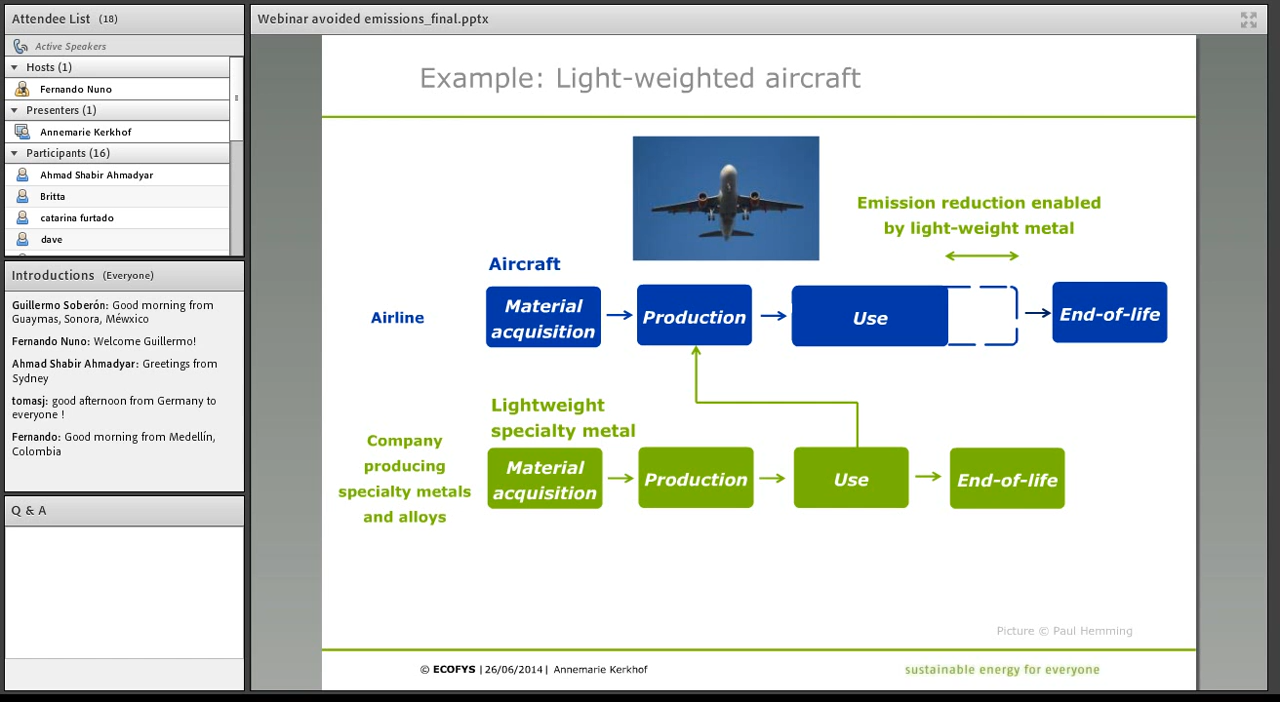 Attendee List (18)
Active Speakers
Hosts (1)
Fernando Nuno
Presenters (1)
Annemarie Kerkhof
Participants (16)
Ahmad Shabir Ahmadyar
Britta
catarina furtado
dave
Introductions (Everyone)
Guillermo Soberón: Good morning from
Guaymas, Sonora, Méwxico
Fernando Nuno: Welcome Guillermo!
Ahmad Shabir Ahmadyar: Greetings from
Sydney
tomasj: good afternoon from Germany to
everyone !
Fernando: Good morning from Medellín,
Colombia
Q & A
Webinar avoided emissions_final.pptx
Example: Light-weighted aircraft
Emission reduction enabled
by light-weight metal
Aircraft
Airline
Material
acquisition
Production
Use
End-of-life
Lightweight
specialty metal
Company
producing
specialty metals
and alloys
Material
acquisition
Production
Use
End-of-life
Picture © Paul Hemming
© ECOFYS | 26/06/2014 | Annemarie Kerkhof
sustainable energy for everyone